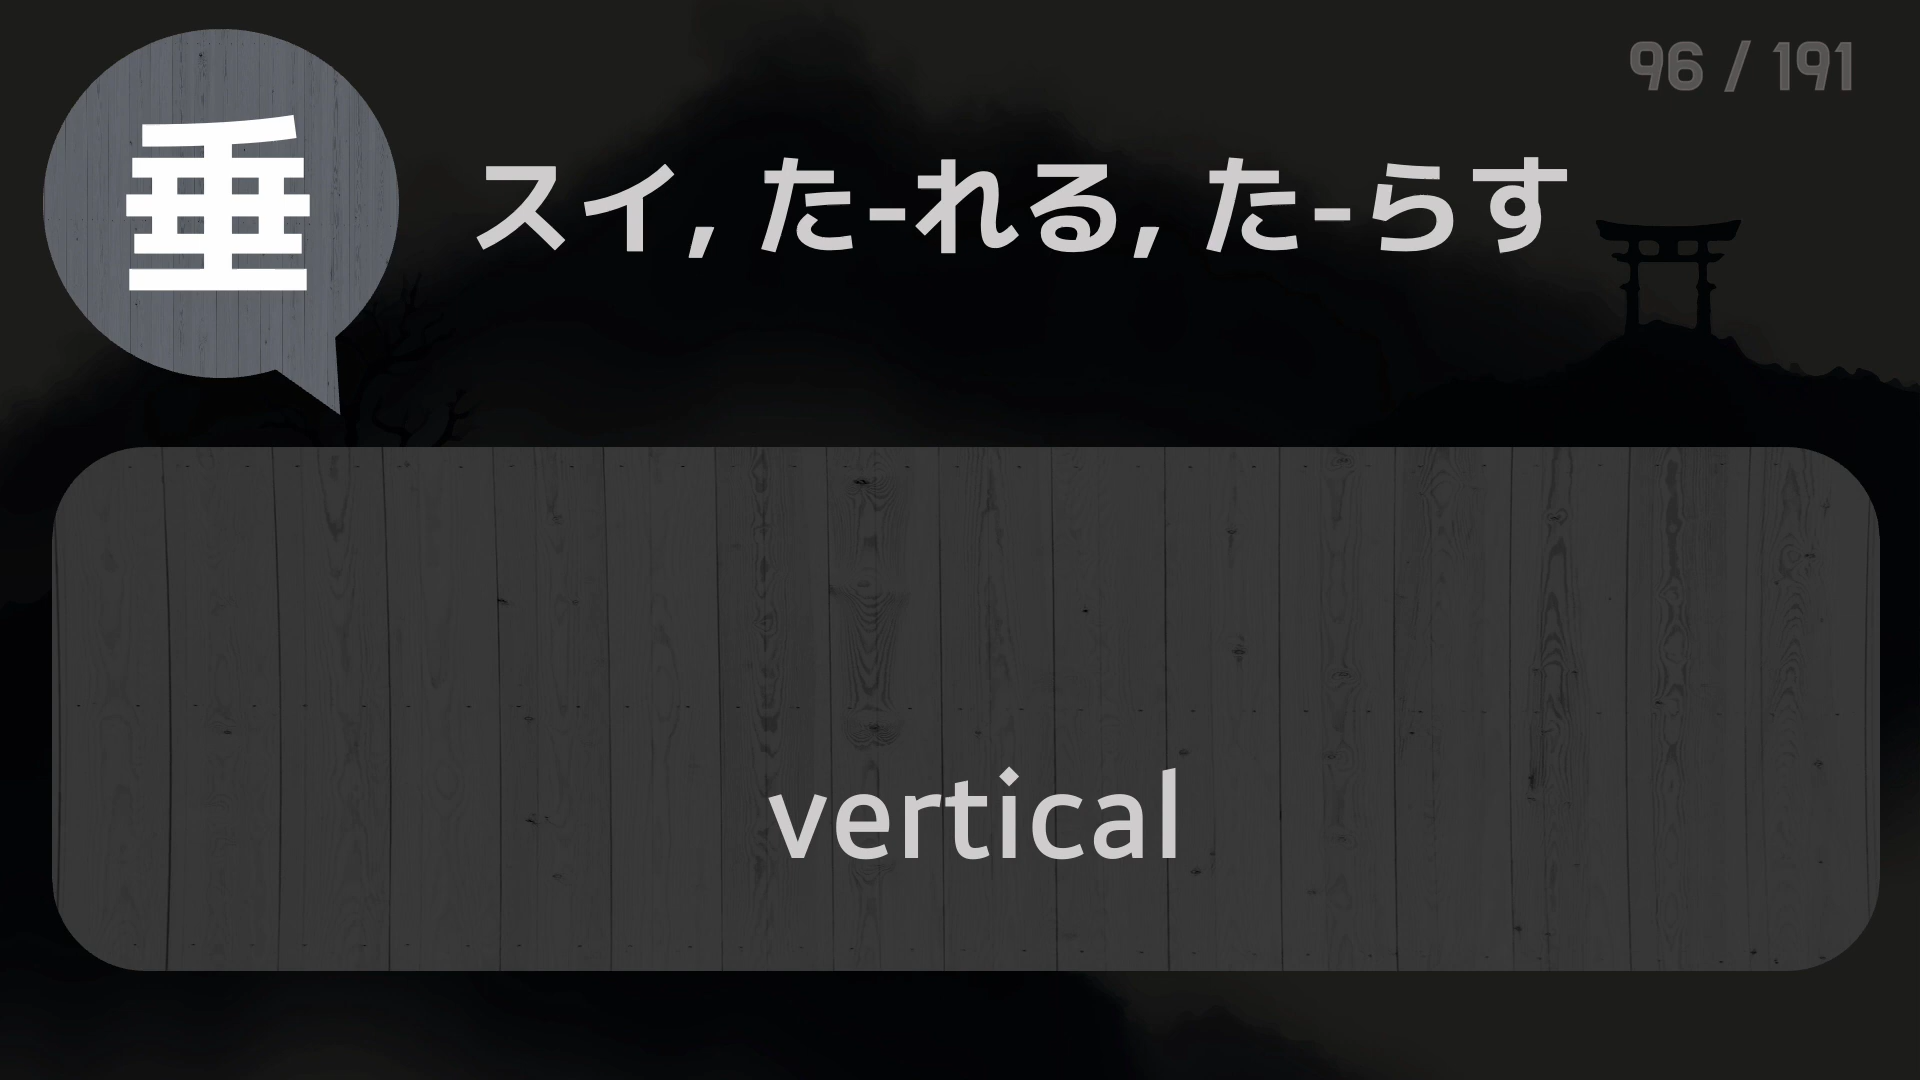 96 / 191
垂
スイ, た-れる, た-らす
vertical